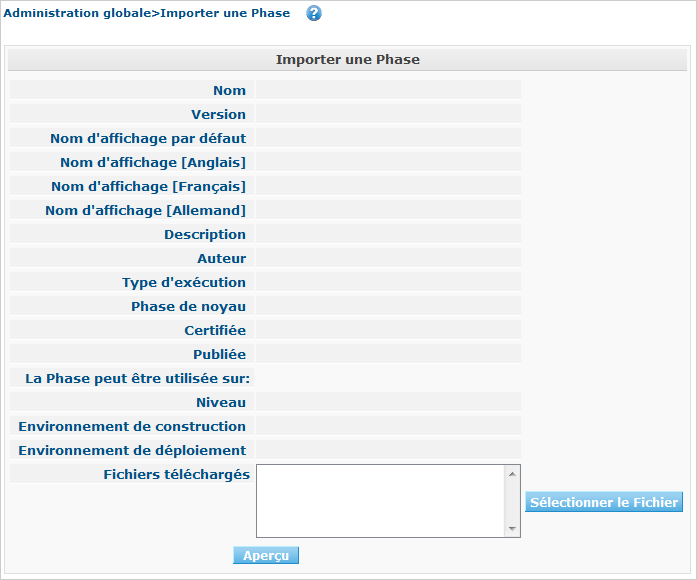 Administration globale>Importer une Phase ?
Importer une Phase
Nom
Version
Nom d'affichage par défaut
Nom d'affichage [Anglais]
Nom d'affichage [Français]
Nom d'affichage [Allemand]
Description
Auteur
Type d'exécution
Phase de noyau
Certifiée
Publiée
La Phase peut être utilisée sur:
Niveau
Environnement de construction
Environnement de déploiement
Fichiers téléchargés
Sélectionner le Fichier
Aperçu